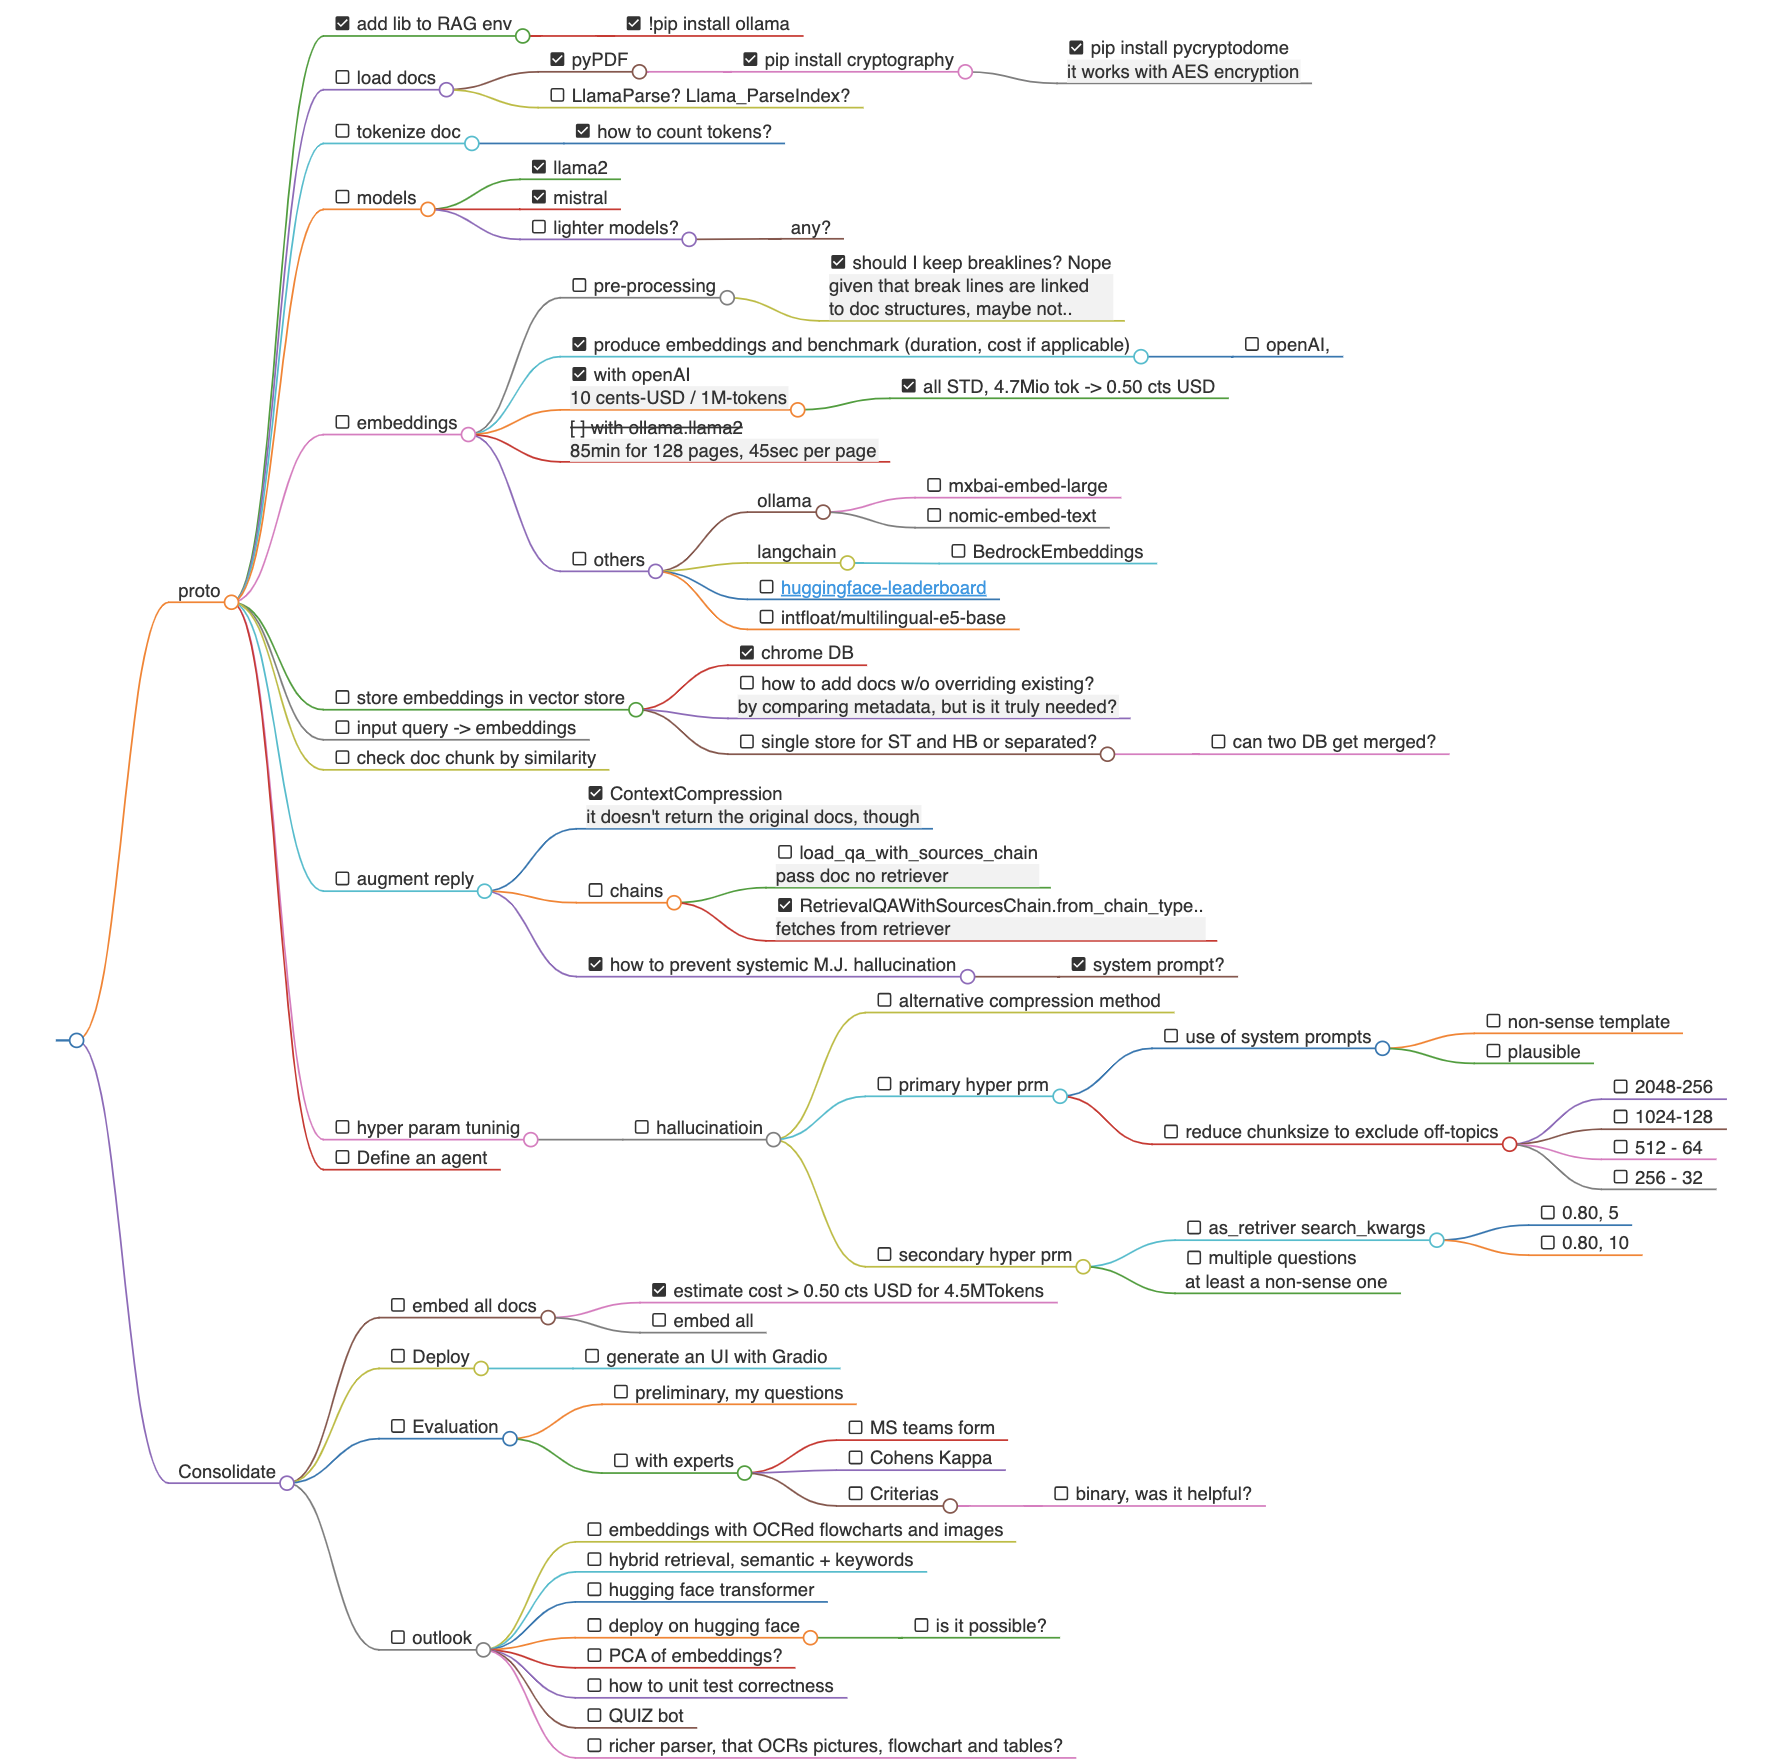 add lib to RAG env
!pip install ollama
load docs
pyPDF
pip install cryptography
pip install pycryptodome
it works with AES encryption
LlamaParse? Llama_ParseIndex?
tokenize doc
how to count tokens?
models
llama2
mistral
lighter models?
any?
embeddings
pre-processing
should I keep breaklines? Nope
given that break lines are linked
to doc structures, maybe not..
produce embeddings and benchmark (duration, cost if applicable)
openAI,
with openAI
10 cents-USD / 1M-tokens
all STD, 4.7Mio tok -> 0.50 cts USD
[ ] with ollama.llama2
85min for 128 pages, 45sec per page
others
ollama
mxbai-embed-large
nomic-embed-text
langchain
BedrockEmbeddings
huggingface-leaderboard
intfloat/multilingual-e5-base
proto
store embeddings in vector store
chrome DB
how to add docs w/o overriding existing?
by comparing metadata, but is it truly needed?
single store for ST and HB or separated?
can two DB get merged?
input query -> embeddings
check doc chunk by similarity
augment reply
ContextCompression
it doesn't return the original docs, though
chains
load_qa_with_sources_chain
pass doc no retriever
RetrievalQAWithSourcesChain.from_chain_type..
fetches from retriever
how to prevent systemic M.J. hallucination
system prompt?
hyper param tuninig
hallucinatioin
alternative compression method
primary hyper prm
use of system prompts
non-sense template
plausible
reduce chunksize to exclude off-topics
2048-256
1024-128
512 - 64
256 - 32
secondary hyper prm
as_retriver search_kwargs
0.80, 5
0.80, 10
multiple questions
at least a non-sense one
Define an agent
Consolidate
embed all docs
estimate cost > 0.50 cts USD for 4.5MTokens
embed all
Deploy
generate an UI with Gradio
Evaluation
preliminary, my questions
with experts
MS teams form
Cohens Kappa
Criterias
binary, was it helpful?
outlook
embeddings with OCRed flowcharts and images
hybrid retrieval, semantic + keywords
hugging face transformer
deploy on hugging face
is it possible?
PCA of embeddings?
how to unit test correctness
QUIZ bot
richer parser, that OCRs pictures, flowchart and tables?